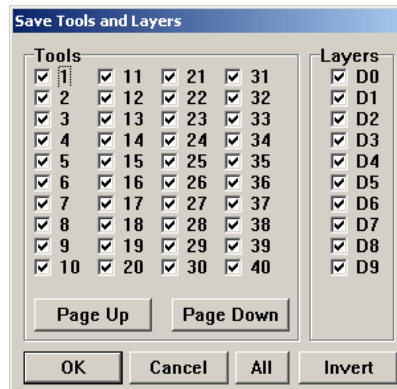 Save Tools and Layers
Tools Layers
1 11 21 31 D0
2 12 22 32 D1
3 13 23 33 D2
4 14 24 34 D3
5 15 25 35 D4
6 16 26 36 D5
7 17 27 37 D6
8 18 28 38 D7
9 19 29 39 D8
10 20 30 40 D9
Page Up Page Down
OK Cancel All Invert